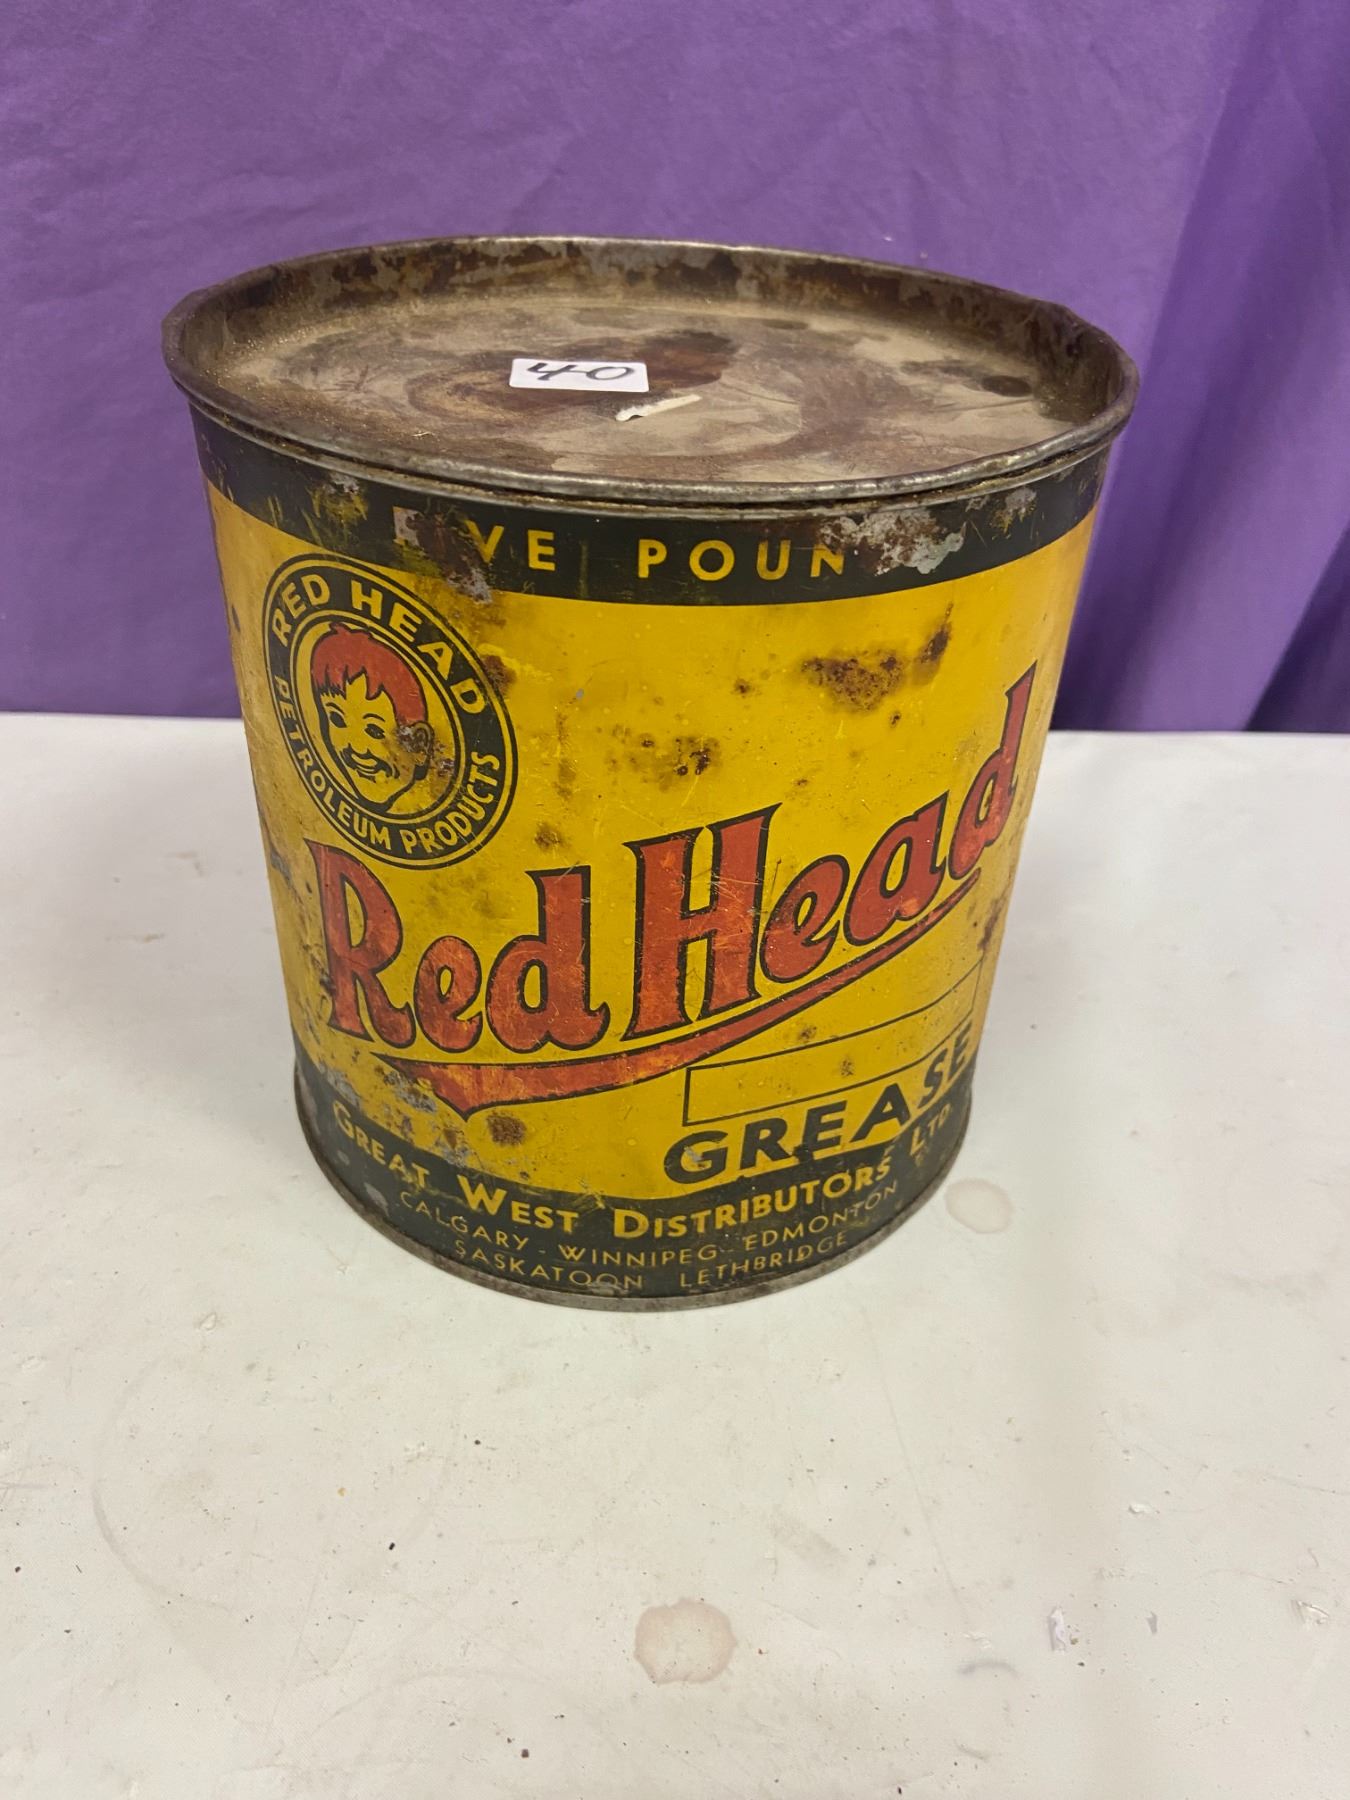 40
VE POUN
RED HEAD
PETROLEUM PRODUCTS
Red Head
GREASE
GREAT WEST DISTRIBUTORS LTD
CALGARY - WINNIPEG - EDMONTON
SASKATOON LETHBRIDGE